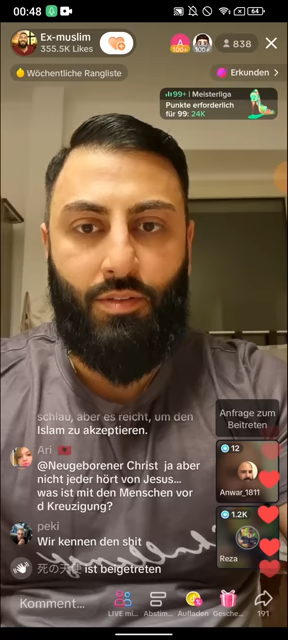 00:48
64
Ex-muslim
355.5K Likes
100+
105+
838
Wöchentliche Rangliste
Erkunden >
99+ | Meisterliga
Punkte erforderlich
für 99: 24K
schlau, aber es reicht, um den
Islam zu akzeptieren.
Anfrage zum
Beitreten
Ari
@Neugeborener Christ ja aber
nicht jeder hört von Jesus...
was ist mit den Menschen vor
d Kreuzigung?
12
Anwar_1811
peki
Wir kennen den shit
1.2K
Reza
死の天使 ist beigetreten
Komment...
LIVE mi...
Abstim...
Aufladen
Gesche...
191